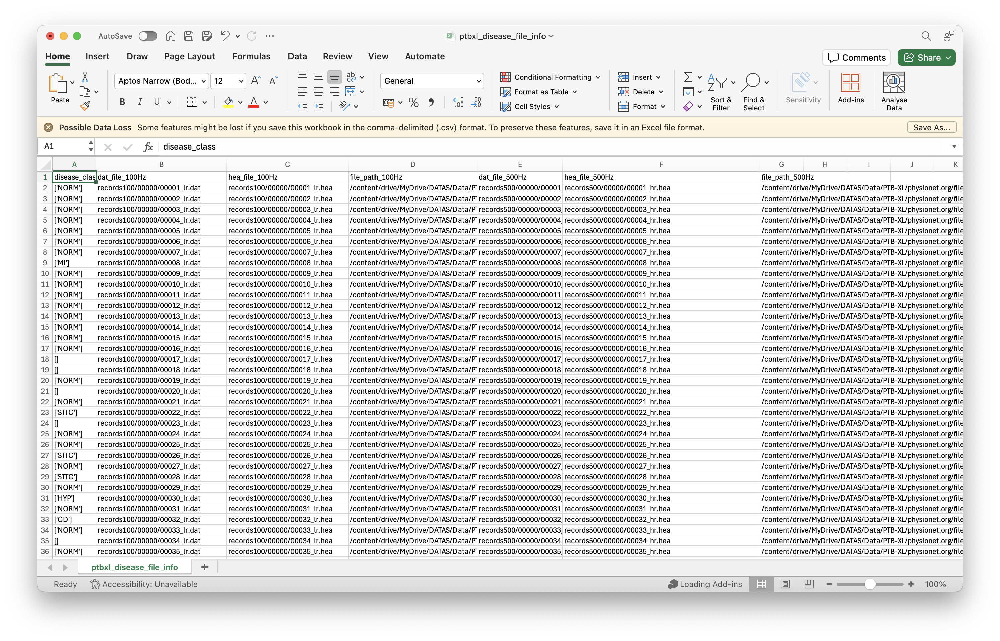 AutoSave
ptbxl_disease_file_info
Home Insert Draw Page Layout Formulas Data Review View Automate
Comments Share
Paste
Aptos Narrow (Bod... 12
General
Conditional Formatting
Format as Table
Cell Styles
Insert
Delete
Format
Sort & Filter
Find & Select
Sensitivity
Add-ins
Analyse Data
Possible Data Loss Some features might be lost if you save this workbook in the comma-delimited (.csv) format. To preserve these features, save it in an Excel file format. Save As...
A1 fx disease_class
A B C D E F G H I J K
1 disease_clas dat_file_100Hz hea_file_100Hz file_path_100Hz dat_file_500Hz hea_file_500Hz file_path_500Hz
2 ['NORM'] records100/00000/00001_lr.dat records100/00000/00001_lr.hea /content/drive/MyDrive/DATAS/Data/PT records500/00000/00001_ records500/00000/00001_hr.hea /content/drive/MyDrive/DATAS/Data/PTB-XL/physionet.org/file
3 ['NORM'] records100/00000/00002_lr.dat records100/00000/00002_lr.hea /content/drive/MyDrive/DATAS/Data/PT records500/00000/00002_ records500/00000/00002_hr.hea /content/drive/MyDrive/DATAS/Data/PTB-XL/physionet.org/file
4 ['NORM'] records100/00000/00003_lr.dat records100/00000/00003_lr.hea /content/drive/MyDrive/DATAS/Data/PT records500/00000/00003_ records500/00000/00003_hr.hea /content/drive/MyDrive/DATAS/Data/PTB-XL/physionet.org/file
5 ['NORM'] records100/00000/00004_lr.dat records100/00000/00004_lr.hea /content/drive/MyDrive/DATAS/Data/PT records500/00000/00004_ records500/00000/00004_hr.hea /content/drive/MyDrive/DATAS/Data/PTB-XL/physionet.org/file
6 ['NORM'] records100/00000/00005_lr.dat records100/00000/00005_lr.hea /content/drive/MyDrive/DATAS/Data/PT records500/00000/00005_ records500/00000/00005_hr.hea /content/drive/MyDrive/DATAS/Data/PTB-XL/physionet.org/file
7 ['NORM'] records100/00000/00006_lr.dat records100/00000/00006_lr.hea /content/drive/MyDrive/DATAS/Data/PT records500/00000/00006_ records500/00000/00006_hr.hea /content/drive/MyDrive/DATAS/Data/PTB-XL/physionet.org/file
8 ['NORM'] records100/00000/00007_lr.dat records100/00000/00007_lr.hea /content/drive/MyDrive/DATAS/Data/PT records500/00000/00007_ records500/00000/00007_hr.hea /content/drive/MyDrive/DATAS/Data/PTB-XL/physionet.org/file
9 ['MI'] records100/00000/00008_lr.dat records100/00000/00008_lr.hea /content/drive/MyDrive/DATAS/Data/PT records500/00000/00008_ records500/00000/00008_hr.hea /content/drive/MyDrive/DATAS/Data/PTB-XL/physionet.org/file
10 ['NORM'] records100/00000/00009_lr.dat records100/00000/00009_lr.hea /content/drive/MyDrive/DATAS/Data/PT records500/00000/00009_ records500/00000/00009_hr.hea /content/drive/MyDrive/DATAS/Data/PTB-XL/physionet.org/file
11 ['NORM'] records100/00000/00010_lr.dat records100/00000/00010_lr.hea /content/drive/MyDrive/DATAS/Data/PT records500/00000/00010_ records500/00000/00010_hr.hea /content/drive/MyDrive/DATAS/Data/PTB-XL/physionet.org/file
12 ['NORM'] records100/00000/00011_lr.dat records100/00000/00011_lr.hea /content/drive/MyDrive/DATAS/Data/PT records500/00000/00011_ records500/00000/00011_hr.hea /content/drive/MyDrive/DATAS/Data/PTB-XL/physionet.org/file
13 ['NORM'] records100/00000/00012_lr.dat records100/00000/00012_lr.hea /content/drive/MyDrive/DATAS/Data/PT records500/00000/00012_ records500/00000/00012_hr.hea /content/drive/MyDrive/DATAS/Data/PTB-XL/physionet.org/file
14 ['NORM'] records100/00000/00013_lr.dat records100/00000/00013_lr.hea /content/drive/MyDrive/DATAS/Data/PT records500/00000/00013_ records500/00000/00013_hr.hea /content/drive/MyDrive/DATAS/Data/PTB-XL/physionet.org/file
15 ['NORM'] records100/00000/00014_lr.dat records100/00000/00014_lr.hea /content/drive/MyDrive/DATAS/Data/PT records500/00000/00014_ records500/00000/00014_hr.hea /content/drive/MyDrive/DATAS/Data/PTB-XL/physionet.org/file
16 ['NORM'] records100/00000/00015_lr.dat records100/00000/00015_lr.hea /content/drive/MyDrive/DATAS/Data/PT records500/00000/00015_ records500/00000/00015_hr.hea /content/drive/MyDrive/DATAS/Data/PTB-XL/physionet.org/file
17 ['NORM'] records100/00000/00016_lr.dat records100/00000/00016_lr.hea /content/drive/MyDrive/DATAS/Data/PT records500/00000/00016_ records500/00000/00016_hr.hea /content/drive/MyDrive/DATAS/Data/PTB-XL/physionet.org/file
18 [] records100/00000/00017_lr.dat records100/00000/00017_lr.hea /content/drive/MyDrive/DATAS/Data/PT records500/00000/00017_ records500/00000/00017_hr.hea /content/drive/MyDrive/DATAS/Data/PTB-XL/physionet.org/file
19 [] records100/00000/00018_lr.dat records100/00000/00018_lr.hea /content/drive/MyDrive/DATAS/Data/PT records500/00000/00018_ records500/00000/00018_hr.hea /content/drive/MyDrive/DATAS/Data/PTB-XL/physionet.org/file
20 ['NORM'] records100/00000/00019_lr.dat records100/00000/00019_lr.hea /content/drive/MyDrive/DATAS/Data/PT records500/00000/00019_ records500/00000/00019_hr.hea /content/drive/MyDrive/DATAS/Data/PTB-XL/physionet.org/file
21 [] records100/00000/00020_lr.dat records100/00000/00020_lr.hea /content/drive/MyDrive/DATAS/Data/PT records500/00000/00020_ records500/00000/00020_hr.hea /content/drive/MyDrive/DATAS/Data/PTB-XL/physionet.org/file
22 ['NORM'] records100/00000/00021_lr.dat records100/00000/00021_lr.hea /content/drive/MyDrive/DATAS/Data/PT records500/00000/00021_ records500/00000/00021_hr.hea /content/drive/MyDrive/DATAS/Data/PTB-XL/physionet.org/file
23 ['STTC'] records100/00000/00022_lr.dat records100/00000/00022_lr.hea /content/drive/MyDrive/DATAS/Data/PT records500/00000/00022_ records500/00000/00022_hr.hea /content/drive/MyDrive/DATAS/Data/PTB-XL/physionet.org/file
24 [] records100/00000/00023_lr.dat records100/00000/00023_lr.hea /content/drive/MyDrive/DATAS/Data/PT records500/00000/00023_ records500/00000/00023_hr.hea /content/drive/MyDrive/DATAS/Data/PTB-XL/physionet.org/file
25 ['NORM'] records100/00000/00024_lr.dat records100/00000/00024_lr.hea /content/drive/MyDrive/DATAS/Data/PT records500/00000/00024_ records500/00000/00024_hr.hea /content/drive/MyDrive/DATAS/Data/PTB-XL/physionet.org/file
26 ['NORM'] records100/00000/00025_lr.dat records100/00000/00025_lr.hea /content/drive/MyDrive/DATAS/Data/PT records500/00000/00025_ records500/00000/00025_hr.hea /content/drive/MyDrive/DATAS/Data/PTB-XL/physionet.org/file
27 ['STTC'] records100/00000/00026_lr.dat records100/00000/00026_lr.hea /content/drive/MyDrive/DATAS/Data/PT records500/00000/00026_ records500/00000/00026_hr.hea /content/drive/MyDrive/DATAS/Data/PTB-XL/physionet.org/file
28 ['NORM'] records100/00000/00027_lr.dat records100/00000/00027_lr.hea /content/drive/MyDrive/DATAS/Data/PT records500/00000/00027_ records500/00000/00027_hr.hea /content/drive/MyDrive/DATAS/Data/PTB-XL/physionet.org/file
29 ['STTC'] records100/00000/00028_lr.dat records100/00000/00028_lr.hea /content/drive/MyDrive/DATAS/Data/PT records500/00000/00028_ records500/00000/00028_hr.hea /content/drive/MyDrive/DATAS/Data/PTB-XL/physionet.org/file
30 ['NORM'] records100/00000/00029_lr.dat records100/00000/00029_lr.hea /content/drive/MyDrive/DATAS/Data/PT records500/00000/00029_ records500/00000/00029_hr.hea /content/drive/MyDrive/DATAS/Data/PTB-XL/physionet.org/file
31 ['HYP'] records100/00000/00030_lr.dat records100/00000/00030_lr.hea /content/drive/MyDrive/DATAS/Data/PT records500/00000/00030_ records500/00000/00030_hr.hea /content/drive/MyDrive/DATAS/Data/PTB-XL/physionet.org/file
32 ['NORM'] records100/00000/00031_lr.dat records100/00000/00031_lr.hea /content/drive/MyDrive/DATAS/Data/PT records500/00000/00031_ records500/00000/00031_hr.hea /content/drive/MyDrive/DATAS/Data/PTB-XL/physionet.org/file
33 ['CD'] records100/00000/00032_lr.dat records100/00000/00032_lr.hea /content/drive/MyDrive/DATAS/Data/PT records500/00000/00032_ records500/00000/00032_hr.hea /content/drive/MyDrive/DATAS/Data/PTB-XL/physionet.org/file
34 ['NORM'] records100/00000/00033_lr.dat records100/00000/00033_lr.hea /content/drive/MyDrive/DATAS/Data/PT records500/00000/00033_ records500/00000/00033_hr.hea /content/drive/MyDrive/DATAS/Data/PTB-XL/physionet.org/file
35 [] records100/00000/00034_lr.dat records100/00000/00034_lr.hea /content/drive/MyDrive/DATAS/Data/PT records500/00000/00034_ records500/00000/00034_hr.hea /content/drive/MyDrive/DATAS/Data/PTB-XL/physionet.org/file
36 ['NORM'] records100/00000/00035_lr.dat records100/00000/00035_lr.hea /content/drive/MyDrive/DATAS/Data/PT records500/00000/00035_ records500/00000/00035_hr.hea /content/drive/MyDrive/DATAS/Data/PTB-XL/physionet.org/file
ptbxl_disease_file_info
Ready Accessibility: Unavailable Loading Add-ins 100%